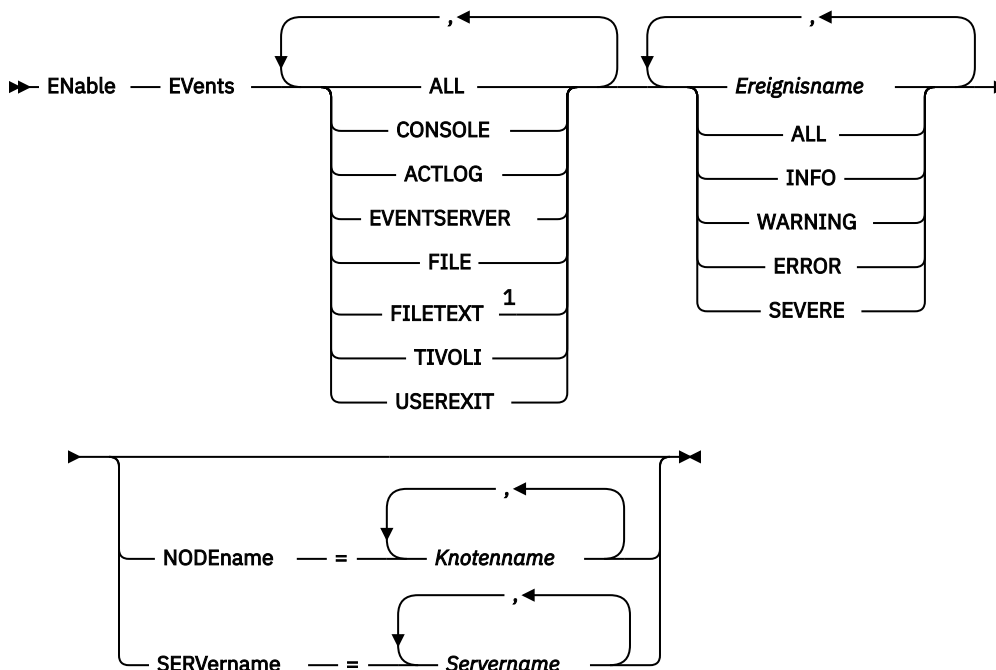 , ,
ENable EVents ALL Ereignisname
CONSOLE ALL
ACTLOG INFO
EVENTSERVER WARNING
FILE ERROR
FILETEXT 1 SEVERE
TIVOLI
USEREXIT
,
NODEname = Knotenname
,
SERVername = Servername